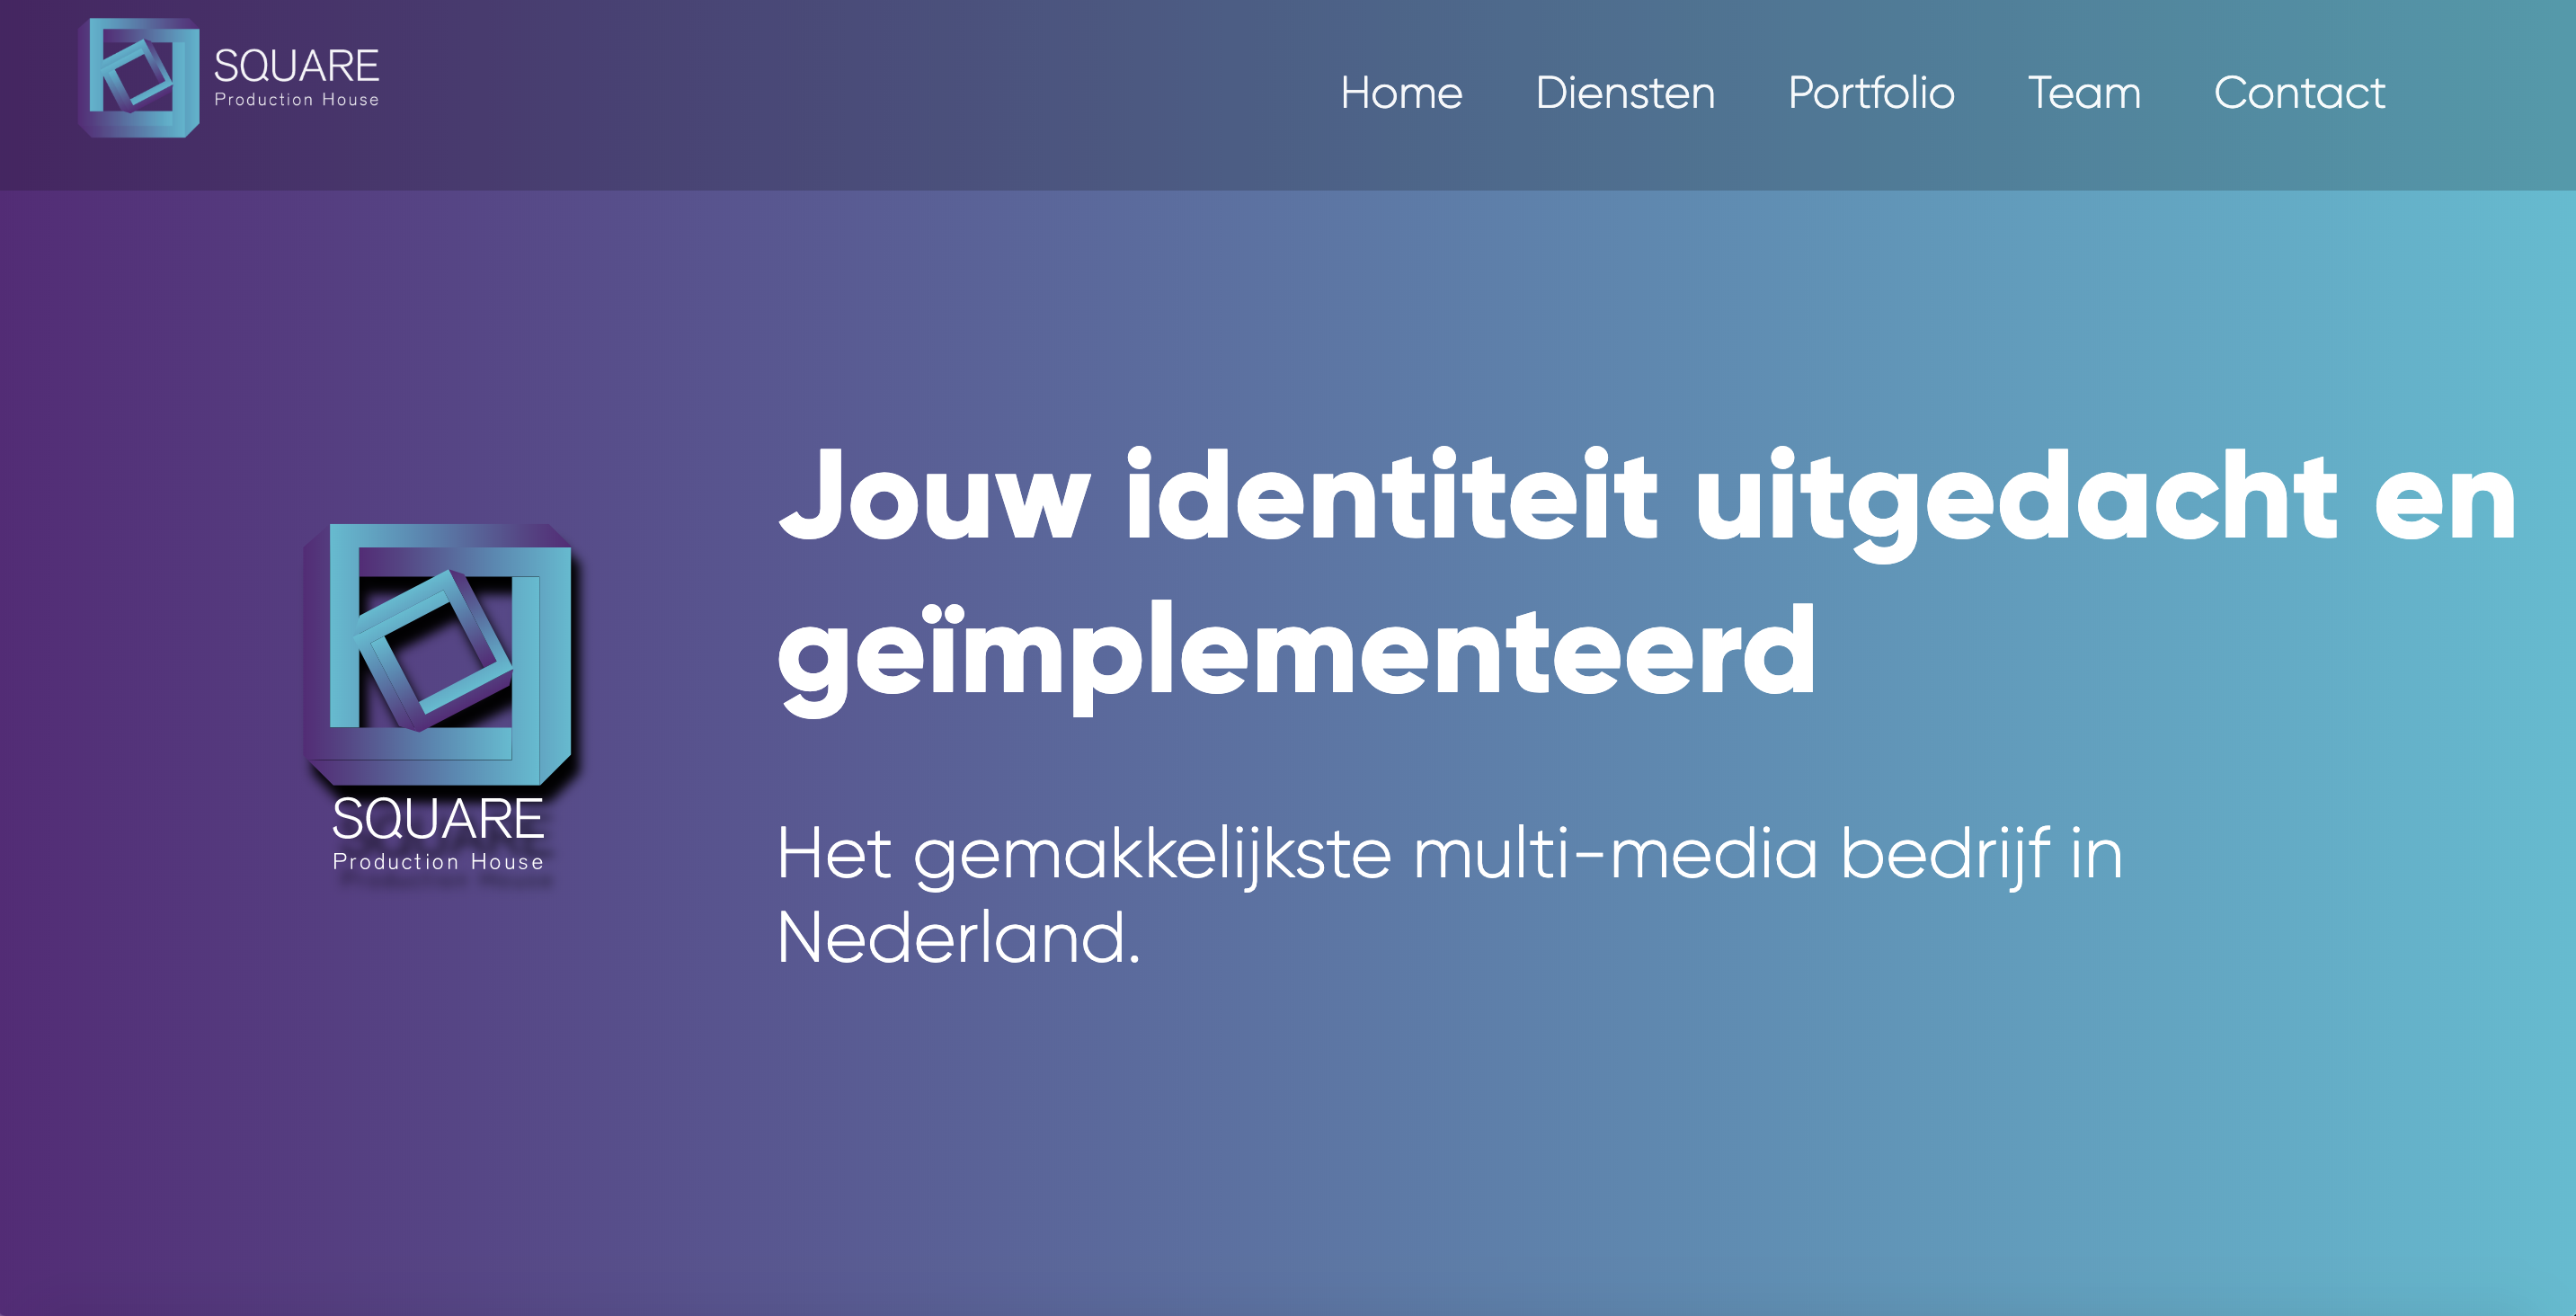 SQUARE
Production House
Home Diensten Portfolio Team Contact
Jouw identiteit uitgedacht en
geïmplementeerd
SQUARE
Production House
Het gemakkelijkste multi-media bedrijf in
Nederland.